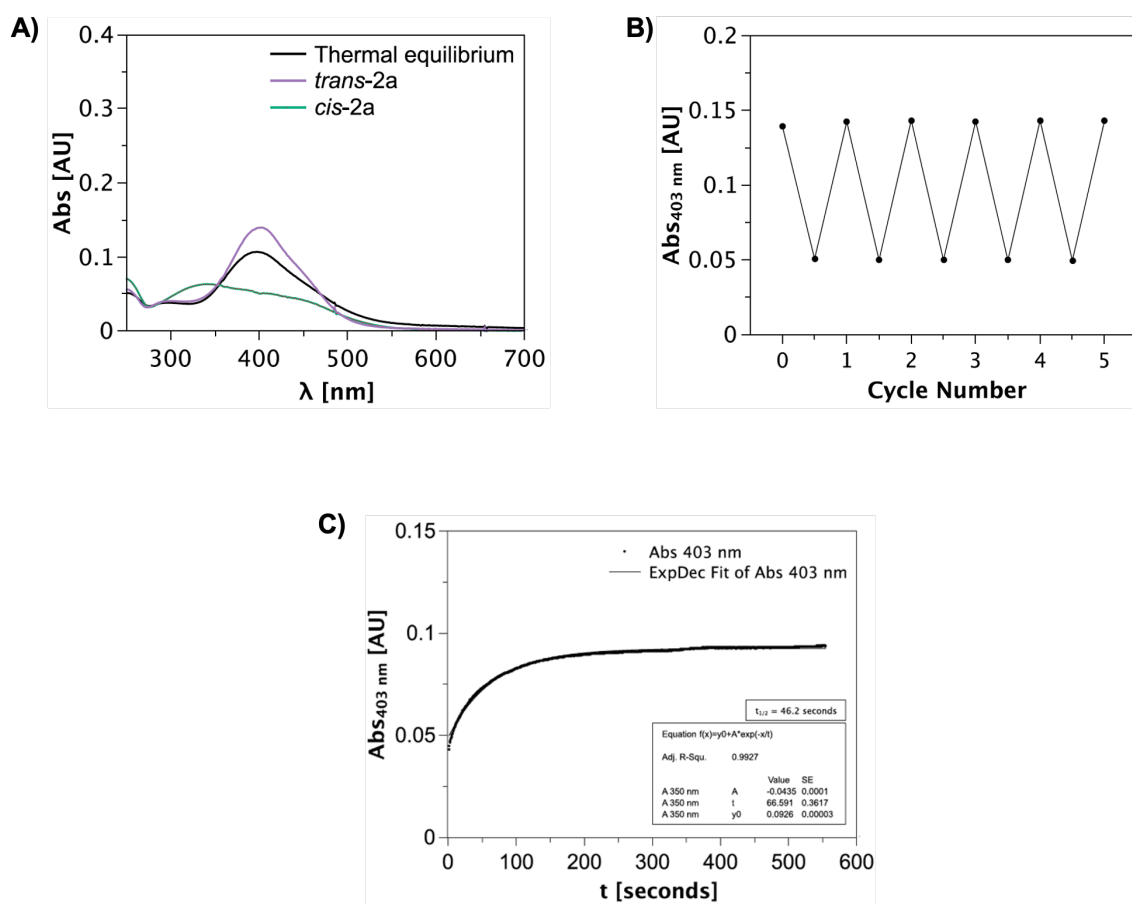 A)
0.4
0.3
0.2
0.1
0
Abs [AU]
Thermal equilibrium
trans-2a
cis-2a
300 400 500 600 700
λ [nm]
B)
0.2
0.15
0.1
0.05
0
Abs403 nm [AU]
0 1 2 3 4 5
Cycle Number
C)
0.15
0.1
0.05
0
Abs403 nm [AU]
Abs 403 nm
ExpDec Fit of Abs 403 nm
t1/2 = 46.2 seconds
Equation f(x)=y0+A*exp(-x/t)
Adj. R-Squ. 0.9927
Value SE
A 350 nm A -0.0435 0.0001
A 350 nm t 66.591 0.3617
A 350 nm y0 0.0926 0.00003
0 100 200 300 400 500 600
t [seconds]